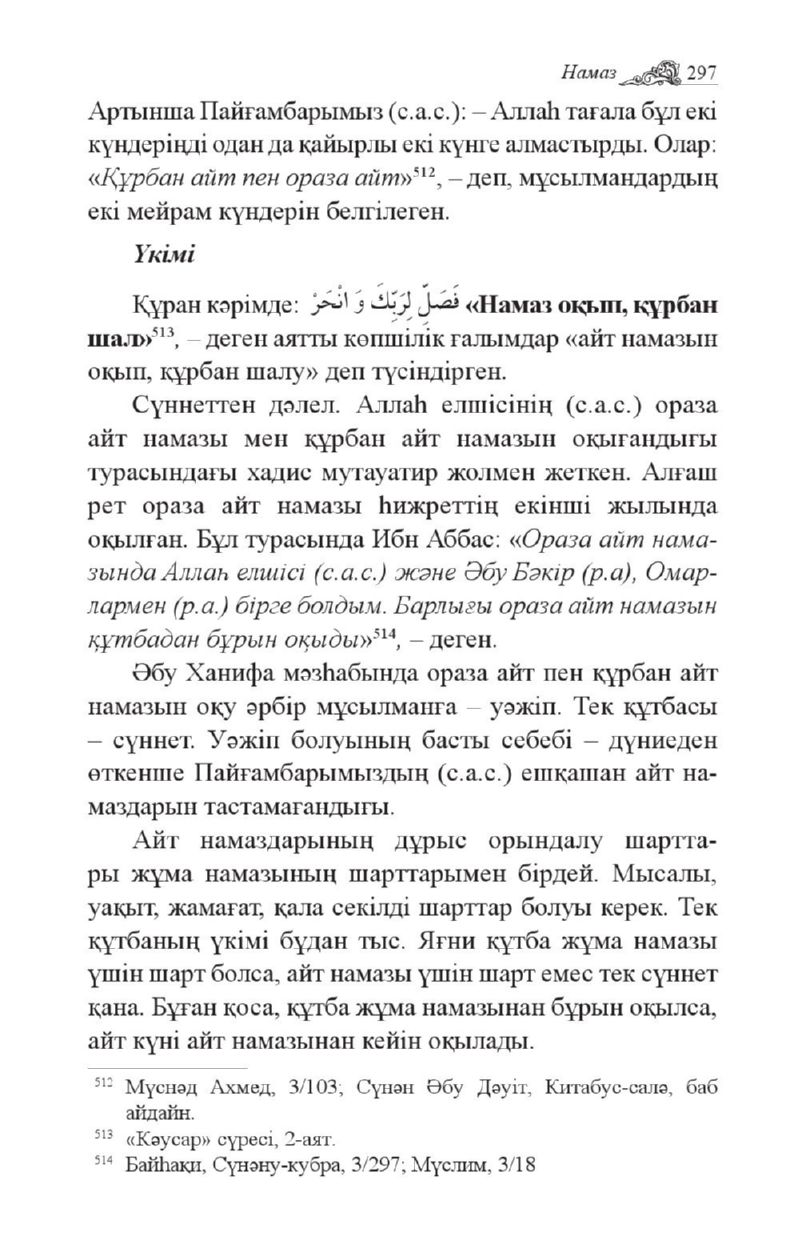 Намаз 297
Артынша Пайғамбарымыз (с.а.с.): – Аллаһ тағала бұл екі
күндеріңді одан да қайырлы екі күнге алмастырды. Олар:
«Құрбан айт пен ораза айт»⁵¹², – деп, мұсылмандардың
екі мейрам күндерін белгілеген.
Үкімі
Құран кәрімде: فَصَلِّ لِرَبِّكَ وَ انْحَرْ «Намаз оқып, құрбан
шал»⁵¹³, – деген аятты көпшілік ғалымдар «айт намазын
оқып, құрбан шалу» деп түсіндірген.
Сүннеттен дәлел. Аллаһ елшісінің (с.а.с.) ораза
айт намазы мен құрбан айт намазын оқығандығы
турасындағы хадис мутауатир жолмен жеткен. Алғаш
рет ораза айт намазы һижреттің екінші жылында
оқылған. Бұл турасында Ибн Аббас: «Ораза айт нама-
зында Аллаһ елшісі (с.а.с.) және Әбу Бәкір (р.а), Омар-
лармен (р.а.) бірге болдым. Барлығы ораза айт намазын
құтбадан бұрын оқыды»⁵¹⁴, – деген.
Әбу Ханифа мәзһабында ораза айт пен құрбан айт
намазын оқу әрбір мұсылманға – уәжіп. Тек құтбасы
– сүннет. Уәжіп болуының басты себебі – дүниеден
өткенше Пайғамбарымыздың (с.а.с.) ешқашан айт на-
маздарын тастамағандығы.
Айт намаздарының дұрыс орындалу шартта-
ры жұма намазының шарттарымен бірдей. Мысалы,
уақыт, жамағат, қала секілді шарттар болуы керек. Тек
құтбаның үкімі бұдан тыс. Яғни құтба жұма намазы
үшін шарт болса, айт намазы үшін шарт емес тек сүннет
қана. Бұған қоса, құтба жұма намазынан бұрын оқылса,
айт күні айт намазынан кейін оқылады.
⁵¹² Мүснәд Ахмед, 3/103; Сүнән Әбу Дәуіт, Китабус-салә, баб
айдайн.
⁵¹³ «Кәусар» сүресі, 2-аят.
⁵¹⁴ Байһақи, Сүнәну-кубра, 3/297; Мүслим, 3/18